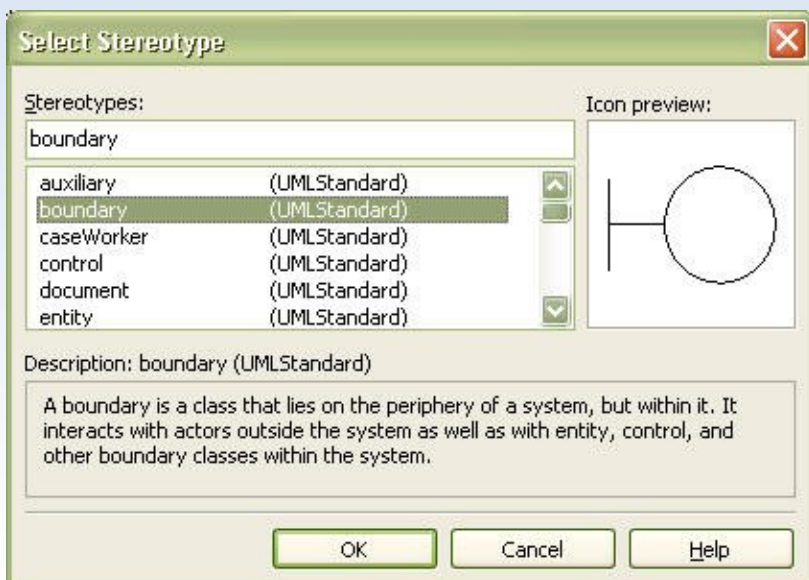 Select Stereotype
Stereotypes:
Icon preview:
boundary
auxiliary (UMLStandard)
boundary (UMLStandard)
caseWorker (UMLStandard)
control (UMLStandard)
document (UMLStandard)
entity (UMLStandard)
Description: boundary (UMLStandard)
A boundary is a class that lies on the periphery of a system, but within it. It
interacts with actors outside the system as well as with entity, control, and
other boundary classes within the system.
OK Cancel Help